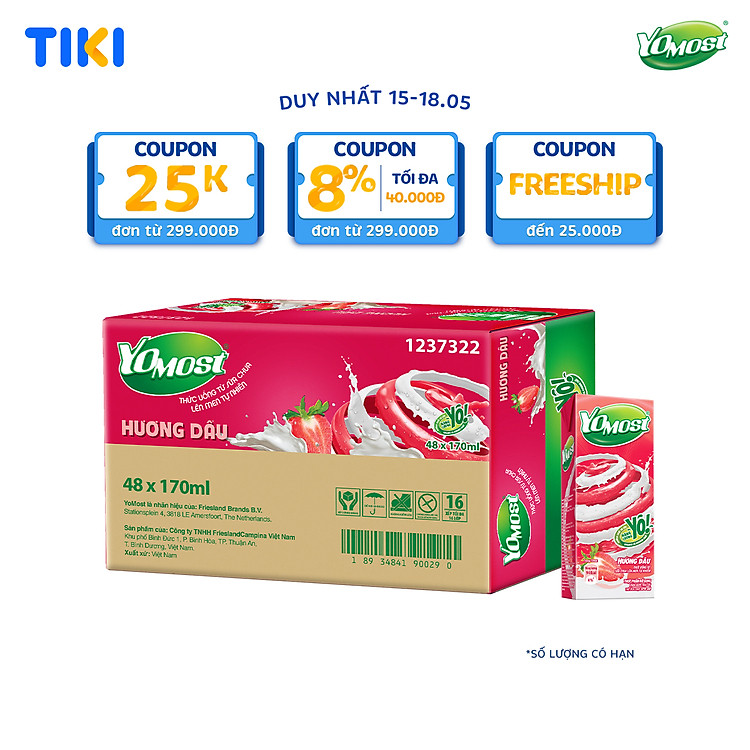 TIKI
YOMOST
DUY NHẤT 15-18.05
COUPON
25K
đơn từ 299.000Đ
COUPON
8%
TỐI ĐA
40.000Đ
đơn từ 299.000Đ
COUPON
FREESHIP
đến 25.000Đ
YOMOST
THỨC UỐNG TỪ SỮA CHUA
LÊN MEN TỰ NHIÊN
HƯƠNG DÂU
1237322
YO!
48 x 170ml
HƯƠNG DÂU
48 x 170ml
YoMost là nhãn hiệu của: Friesland Brands B.V.
Stationsplein 4, 3818 LE Amersfoort, The Netherlands.
Sản phẩm của: Công ty TNHH FrieslandCampina Việt Nam
Khu phố Bình Đức 1, P. Bình Hòa, TP. Thuận An,
T. Bình Dương, Việt Nam.
Xuất xứ: Việt Nam
16
1 89 34841 90029 0
YOMOST
YO!
HƯƠNG DÂU
*SỐ LƯỢNG CÓ HẠN